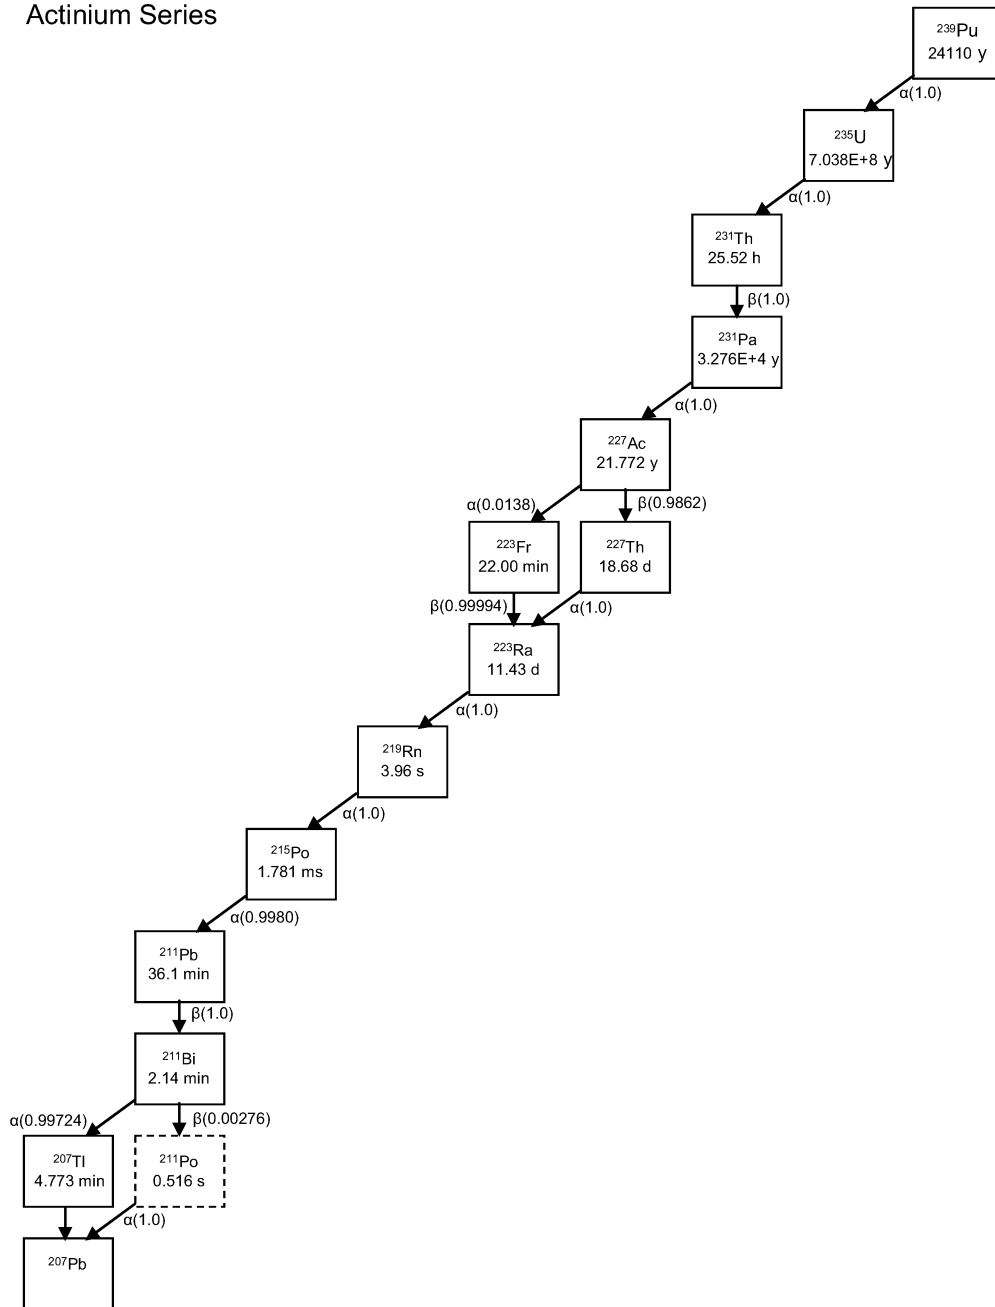 Actinium Series
²³⁹Pu
24110 y
α(1.0)
²³⁵U
7.038E+8 y
α(1.0)
²³¹Th
25.52 h
β(1.0)
²³¹Pa
3.276E+4 y
α(1.0)
²²⁷Ac
21.772 y
α(0.0138)
β(0.9862)
²²³Fr
22.00 min
²²⁷Th
18.68 d
β(0.99994)
α(1.0)
²²³Ra
11.43 d
α(1.0)
²¹⁹Rn
3.96 s
α(1.0)
²¹⁵Po
1.781 ms
α(0.9980)
²¹¹Pb
36.1 min
β(1.0)
²¹¹Bi
2.14 min
α(0.99724)
β(0.00276)
²⁰⁷Tl
4.773 min
²¹¹Po
0.516 s
α(1.0)
²⁰⁷Pb